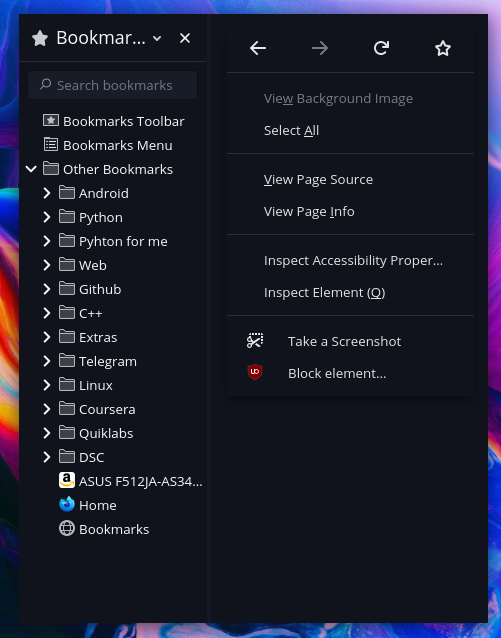 Bookmar...
Search bookmarks
Bookmarks Toolbar
Bookmarks Menu
Other Bookmarks
Android
Python
Pyhton for me
Web
Github
C++
Extras
Telegram
Linux
Coursera
Quiklabs
DSC
ASUS F512JA-AS34...
Home
Bookmarks
View Background Image
Select All
View Page Source
View Page Info
Inspect Accessibility Proper...
Inspect Element (Q)
Take a Screenshot
Block element...